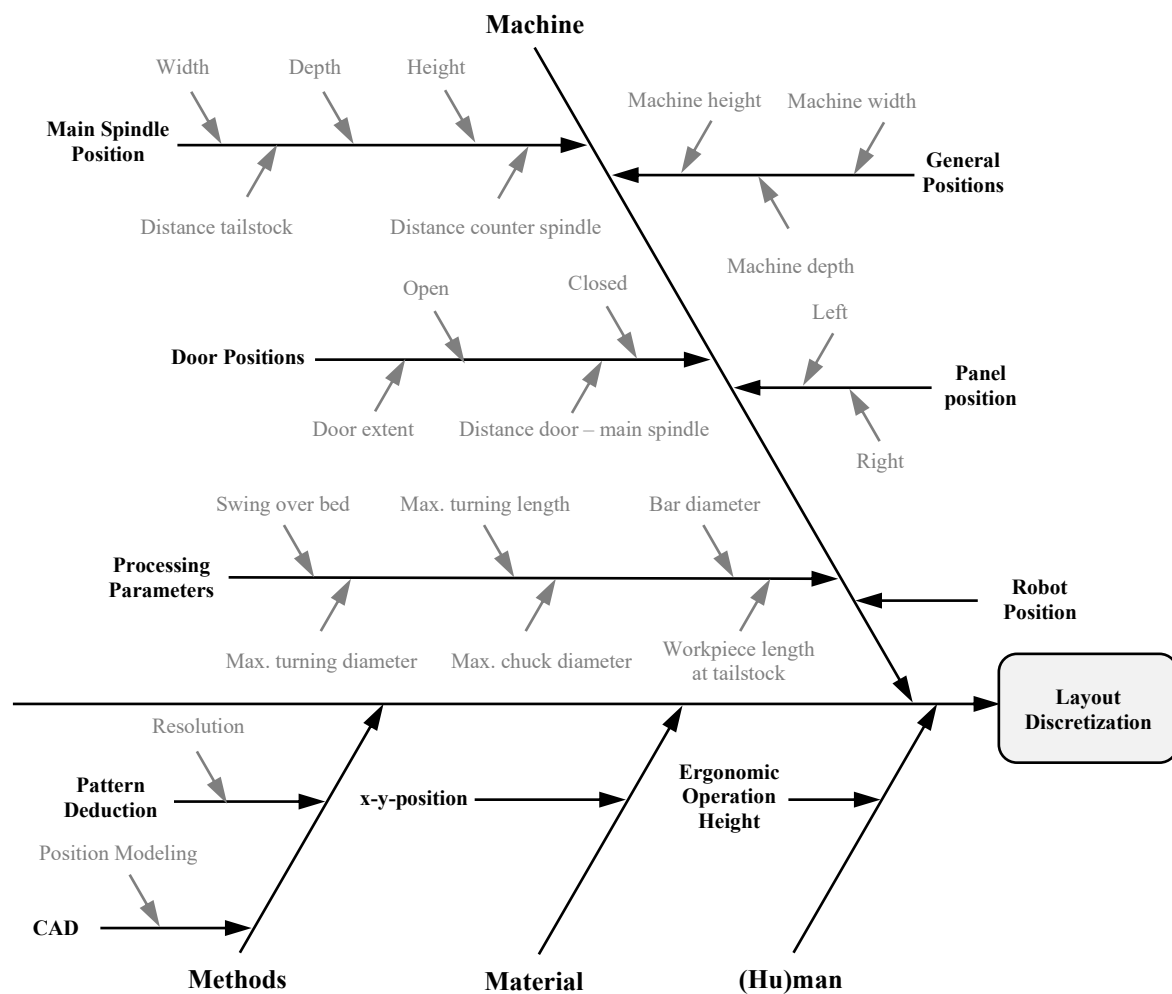 Machine
Width
Depth
Height
Machine height
Machine width
Main Spindle
Position
General
Positions
Distance tailstock
Distance counter spindle
Machine depth
Open
Closed
Left
Door Positions
Panel
position
Door extent
Distance door – main spindle
Right
Swing over bed
Max. turning length
Bar diameter
Processing
Parameters
Robot
Position
Max. turning diameter
Max. chuck diameter
Workpiece length
at tailstock
Layout
Discretization
Resolution
Pattern
Deduction
x-y-position
Ergonomic
Operation
Height
Position Modeling
CAD
Methods
Material
(Hu)man